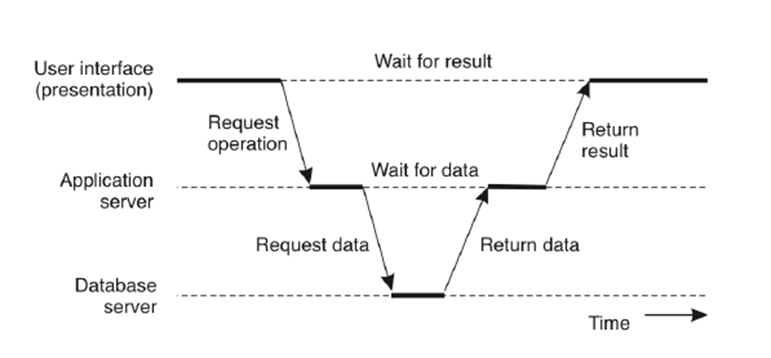 Wait for result
User interface
(presentation)
Request
operation
Return
result
Wait for data
Application
server
Request data
Return data
Database
server
Time